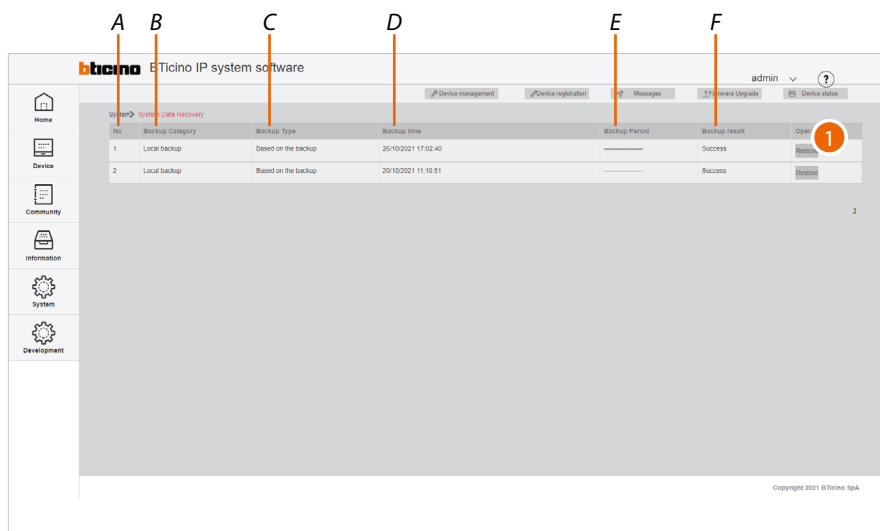 A B C D E F
bticino BTicino IP system software
admin ?
Device management Device registration Messages Firmware Upgrade Device status
Home
System> System Data Recovery
No Backup Category Backup Type Backup time Backup Period Backup result
1
1 Local backup Based on the backup 26/10/2021 17:02:40 Success Restore
Device
2 Local backup Based on the backup 20/10/2021 11:10:51 Success Restore
Community
1
Information
System
Development
Copyright 2021 BTicino SpA